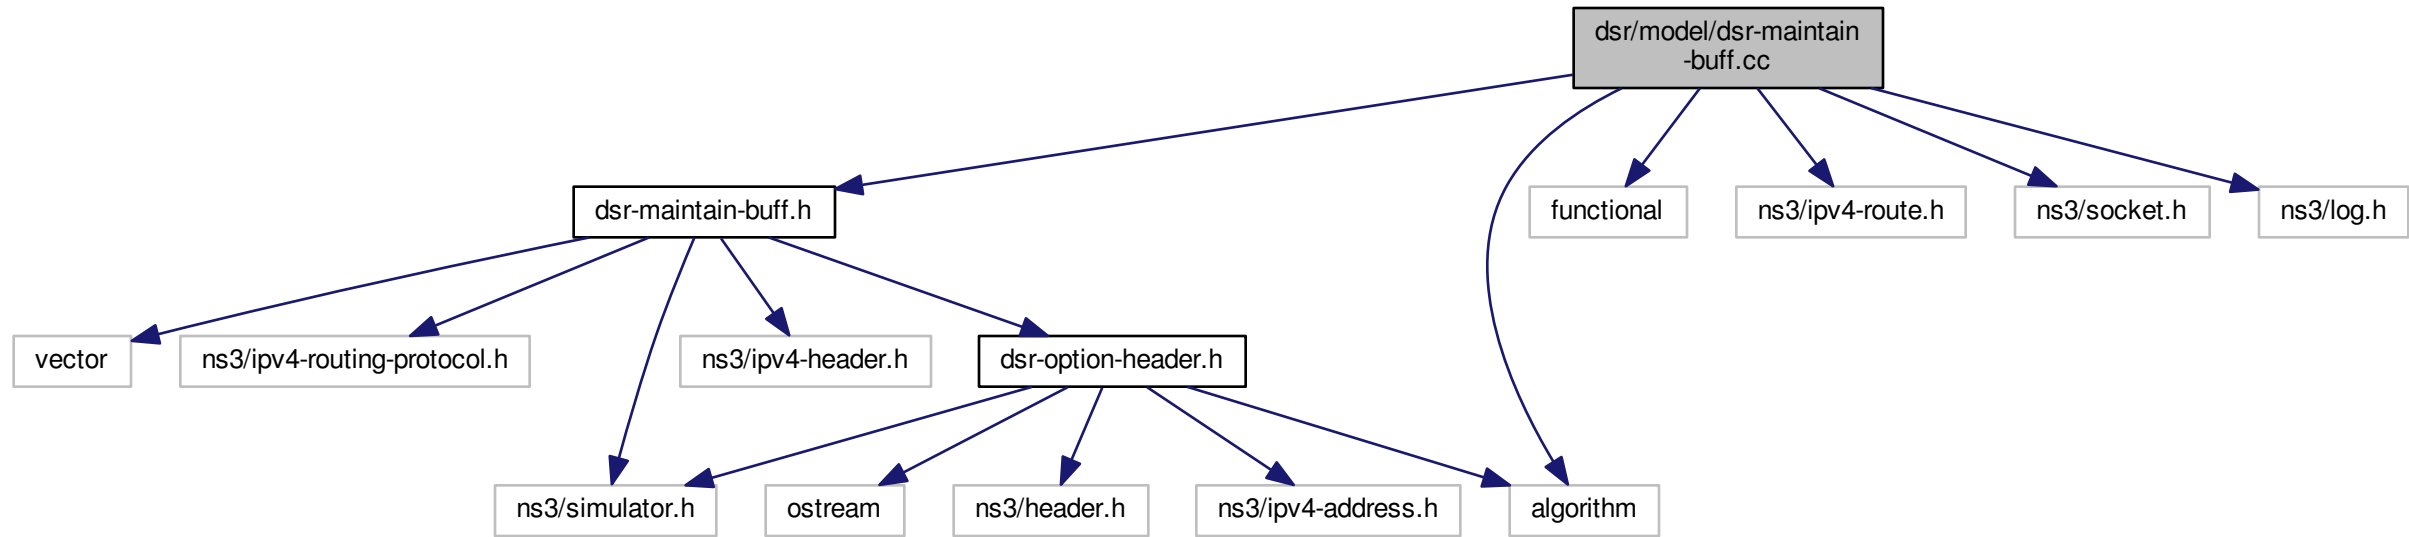 dsr/model/dsr-maintain
-buff.cc
dsr-maintain-buff.h
functional
ns3/ipv4-route.h
ns3/socket.h
ns3/log.h
vector
ns3/ipv4-routing-protocol.h
ns3/ipv4-header.h
dsr-option-header.h
ns3/simulator.h
ostream
ns3/header.h
ns3/ipv4-address.h
algorithm